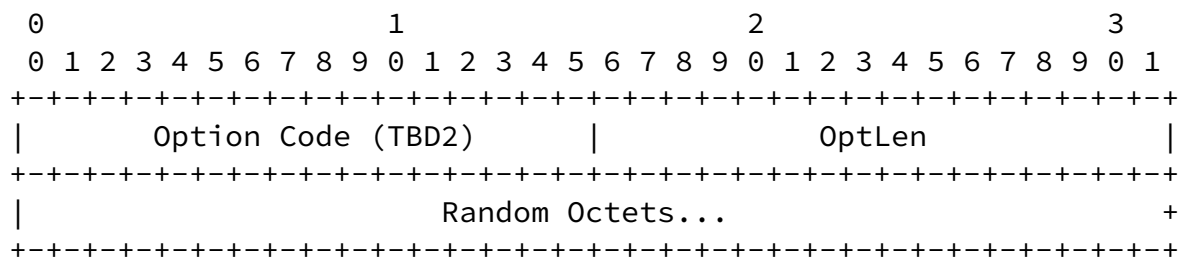 0                   1                   2                   3
 0 1 2 3 4 5 6 7 8 9 0 1 2 3 4 5 6 7 8 9 0 1 2 3 4 5 6 7 8 9 0 1
+-+-+-+-+-+-+-+-+-+-+-+-+-+-+-+-+-+-+-+-+-+-+-+-+-+-+-+-+-+-+-+-+
|       Option Code (TBD2)      |            OptLen             |
+-+-+-+-+-+-+-+-+-+-+-+-+-+-+-+-+-+-+-+-+-+-+-+-+-+-+-+-+-+-+-+-+
|                       Random Octets...                        +
+-+-+-+-+-+-+-+-+-+-+-+-+-+-+-+-+-+-+-+-+-+-+-+-+-+-+-+-+-+-+-+-+